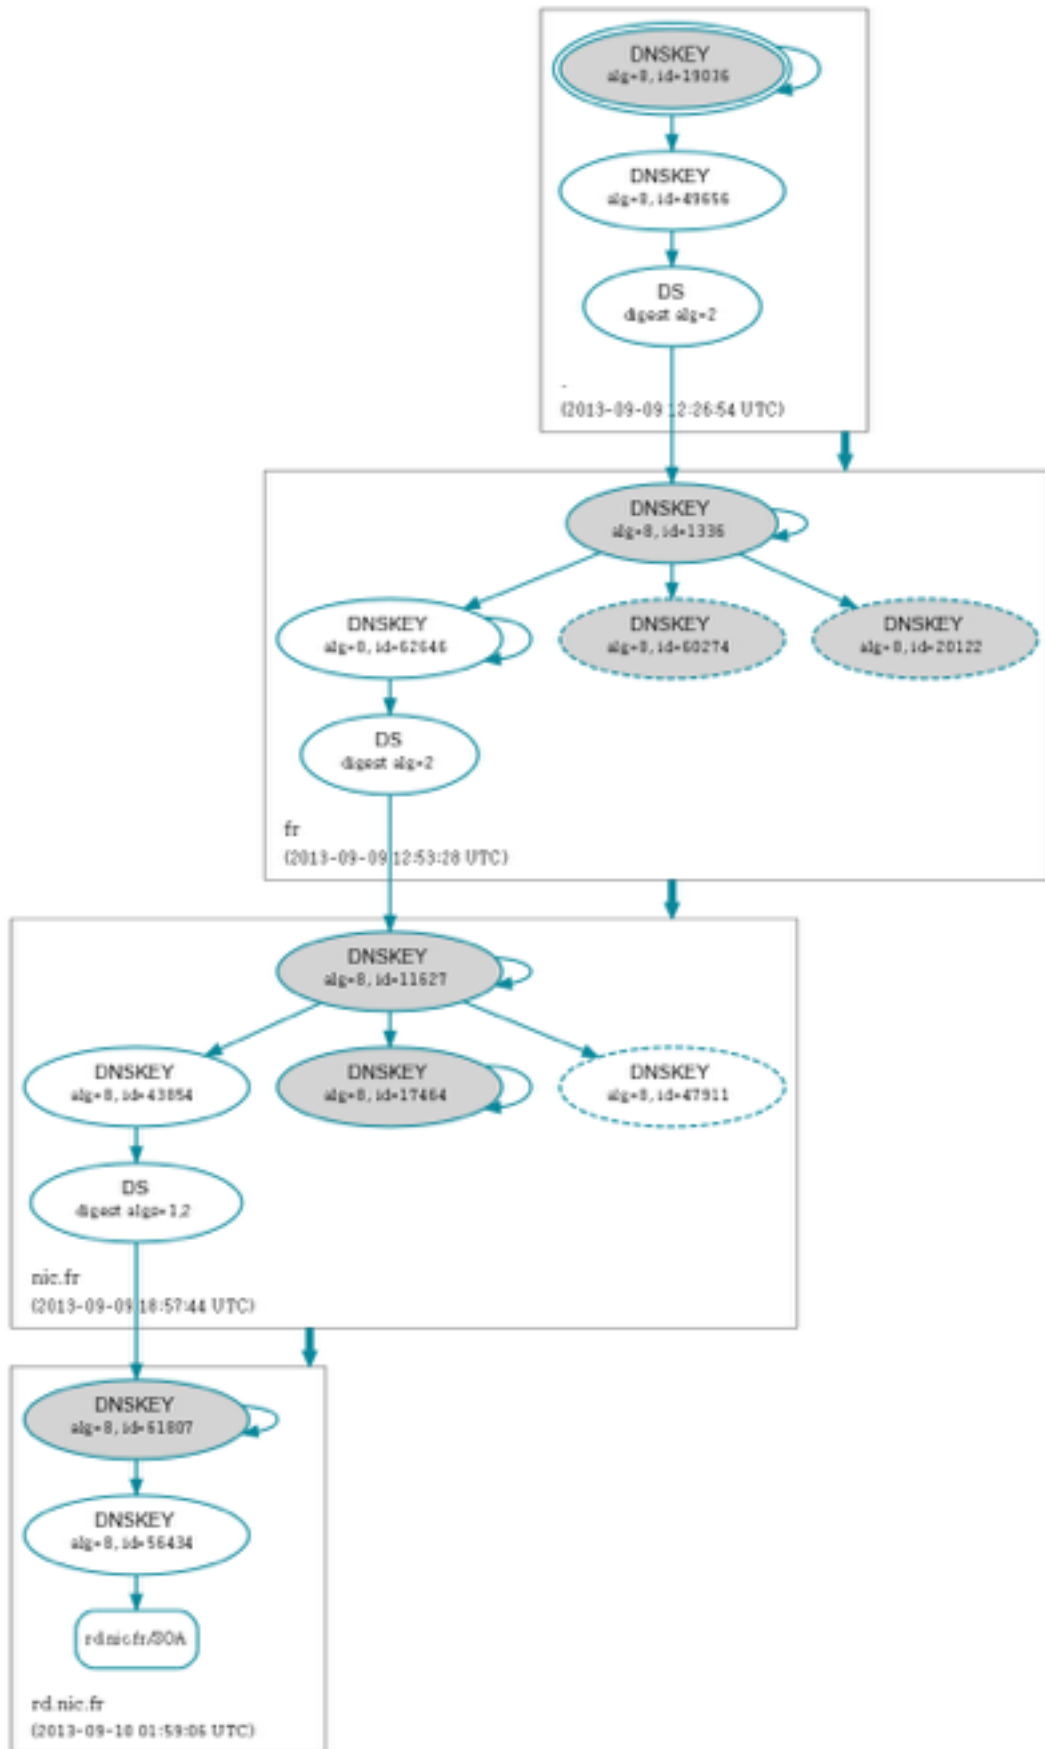 DNSKEY
alg=8, id=19036
DNSKEY
alg=8, id=49656
DS
digest alg=2
.
(2013-09-09 12:26:54 UTC)
DNSKEY
alg=8, id=1336
DNSKEY
alg=8, id=62646
DNSKEY
alg=8, id=60274
DNSKEY
alg=8, id=20122
DS
digest alg=2
fr
(2013-09-09 12:53:28 UTC)
DNSKEY
alg=8, id=11627
DNSKEY
alg=8, id=43854
DNSKEY
alg=8, id=17464
DNSKEY
alg=8, id=47911
DS
digest algs=1,2
nic.fr
(2013-09-09 18:57:44 UTC)
DNSKEY
alg=8, id=61807
DNSKEY
alg=8, id=56434
rd.nic.fr/SOA
rd.nic.fr
(2013-09-10 01:59:06 UTC)